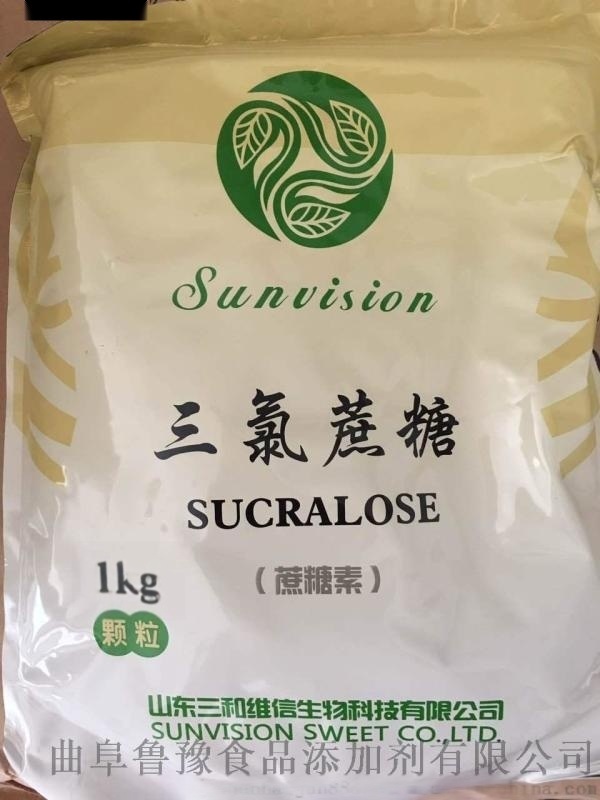 Sunvision
三氯蔗糖
SUCRALOSE
1kg
(蔗糖素)
颗粒
山东三和维信生物科技有限公司
SUNVISION SWEET CO.,LTD.
曲阜鲁豫食品添加剂有限公司